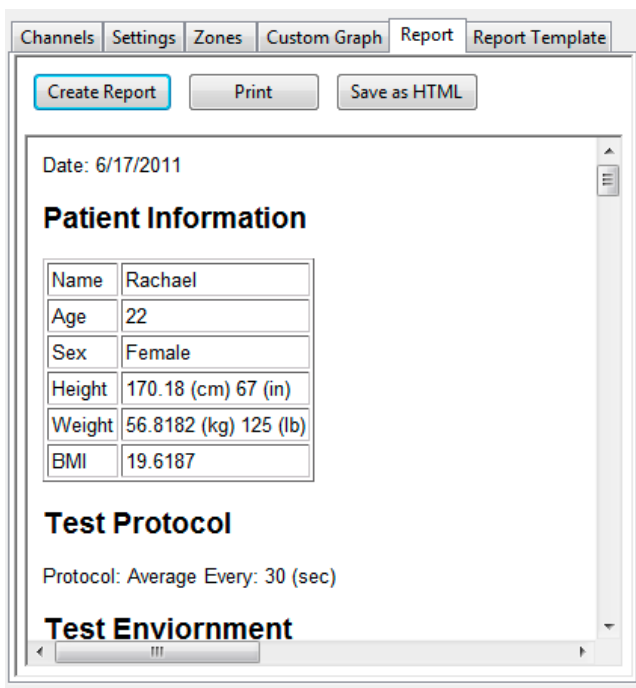 Channels Settings Zones Custom Graph Report Report Template
Create Report Print Save as HTML
Date: 6/17/2011
Patient Information
Name Rachael
Age 22
Sex Female
Height 170.18 (cm) 67 (in)
Weight 56.8182 (kg) 125 (lb)
BMI 19.6187
Test Protocol
Protocol: Average Every: 30 (sec)
Test Enviornment